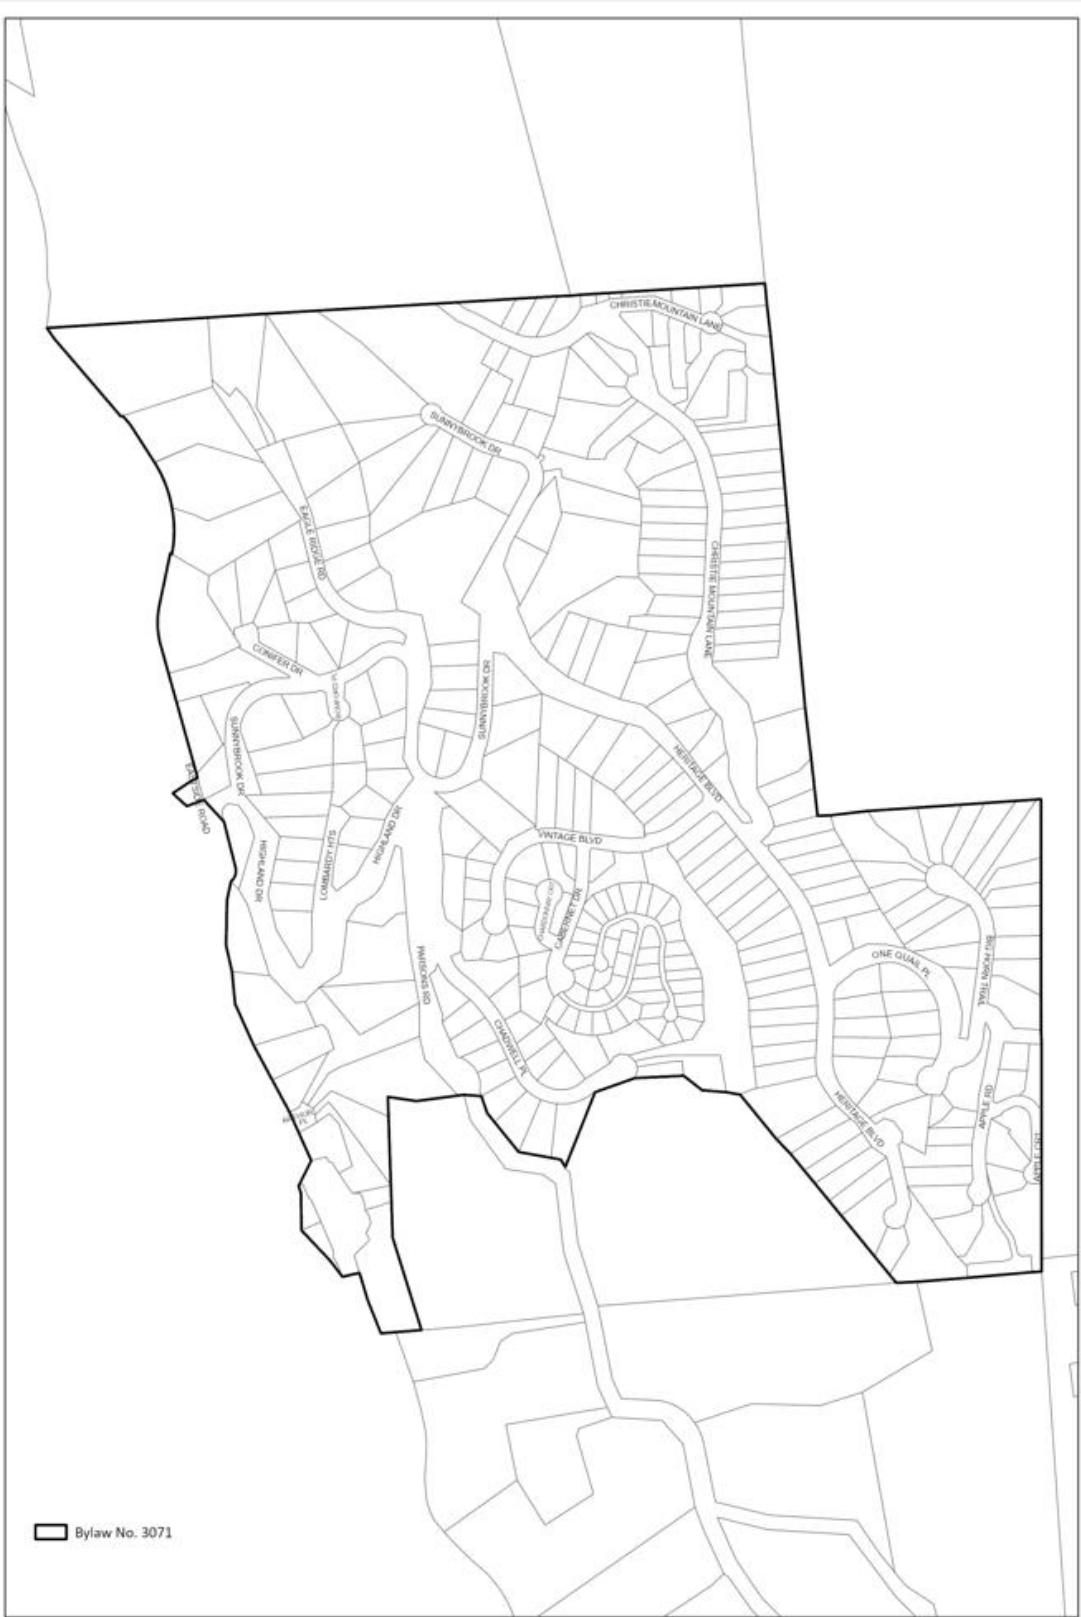 CHRISTIE MOUNTAIN LANE
SUNNYBROOK DR
EAGLE RIDGE RD
CHRISTIE MOUNTAIN LANE
CONIFER DR
SUNNYBROOK DR
SUNNYBROOK DR
HERITAGE BLVD
HIGHLAND DR
VINTAGE BLVD
LOMBARDY HTS
HIGHLAND DR
CABERNET DR
PARSONS RD
ONE QUAIL PL
BIG HORN TRAIL
CHADWELL PL
HERITAGE BLVD
APPLE RD
APPLE CRT
Bylaw No. 3071